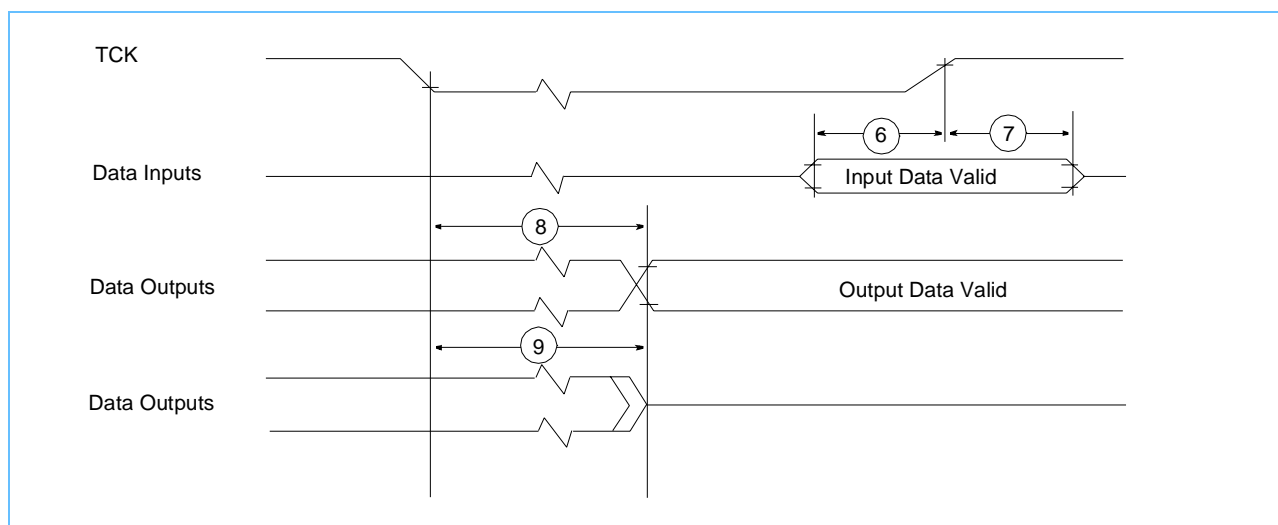 TCK
6
7
Data Inputs
Input Data Valid
8
Data Outputs
Output Data Valid
9
Data Outputs